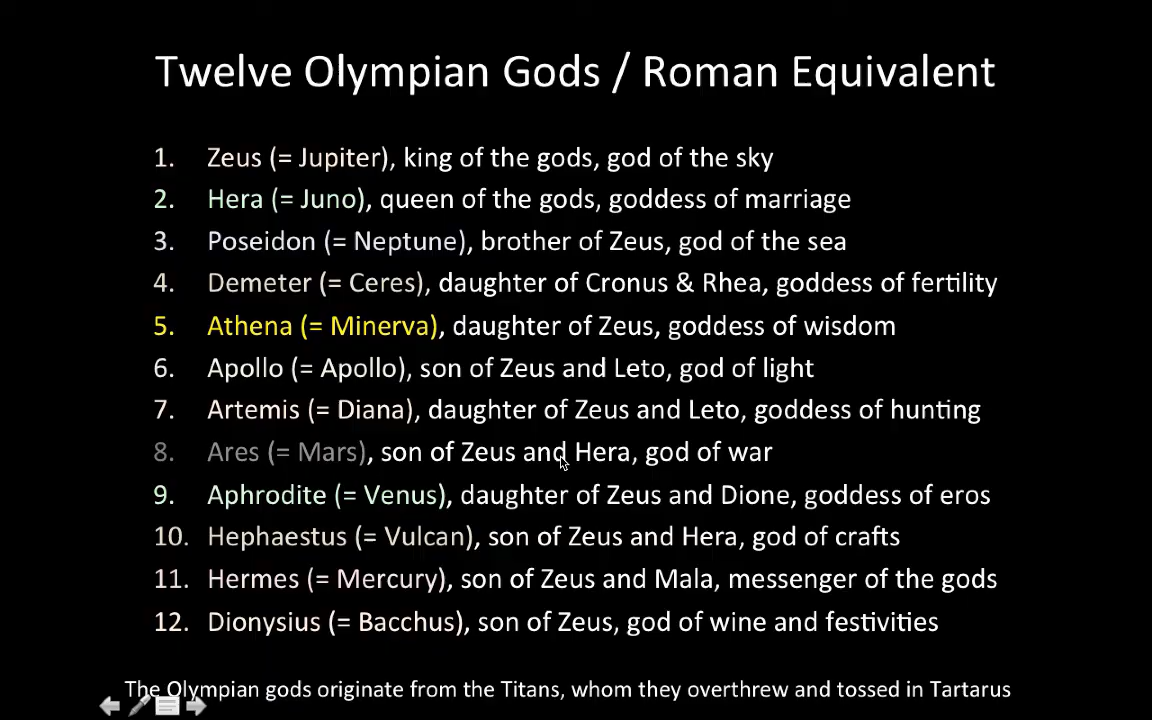 Twelve Olympian Gods / Roman Equivalent
1. Zeus (= Jupiter), king of the gods, god of the sky
2. Hera (= Juno), queen of the gods, goddess of marriage
3. Poseidon (= Neptune), brother of Zeus, god of the sea
4. Demeter (= Ceres), daughter of Cronus & Rhea, goddess of fertility
5. Athena (= Minerva), daughter of Zeus, goddess of wisdom
6. Apollo (= Apollo), son of Zeus and Leto, god of light
7. Artemis (= Diana), daughter of Zeus and Leto, goddess of hunting
8. Ares (= Mars), son of Zeus and Hera, god of war
9. Aphrodite (= Venus), daughter of Zeus and Dione, goddess of eros
10. Hephaestus (= Vulcan), son of Zeus and Hera, god of crafts
11. Hermes (= Mercury), son of Zeus and Mala, messenger of the gods
12. Dionysius (= Bacchus), son of Zeus, god of wine and festivities
The Olympian gods originate from the Titans, whom they overthrew and tossed in Tartarus